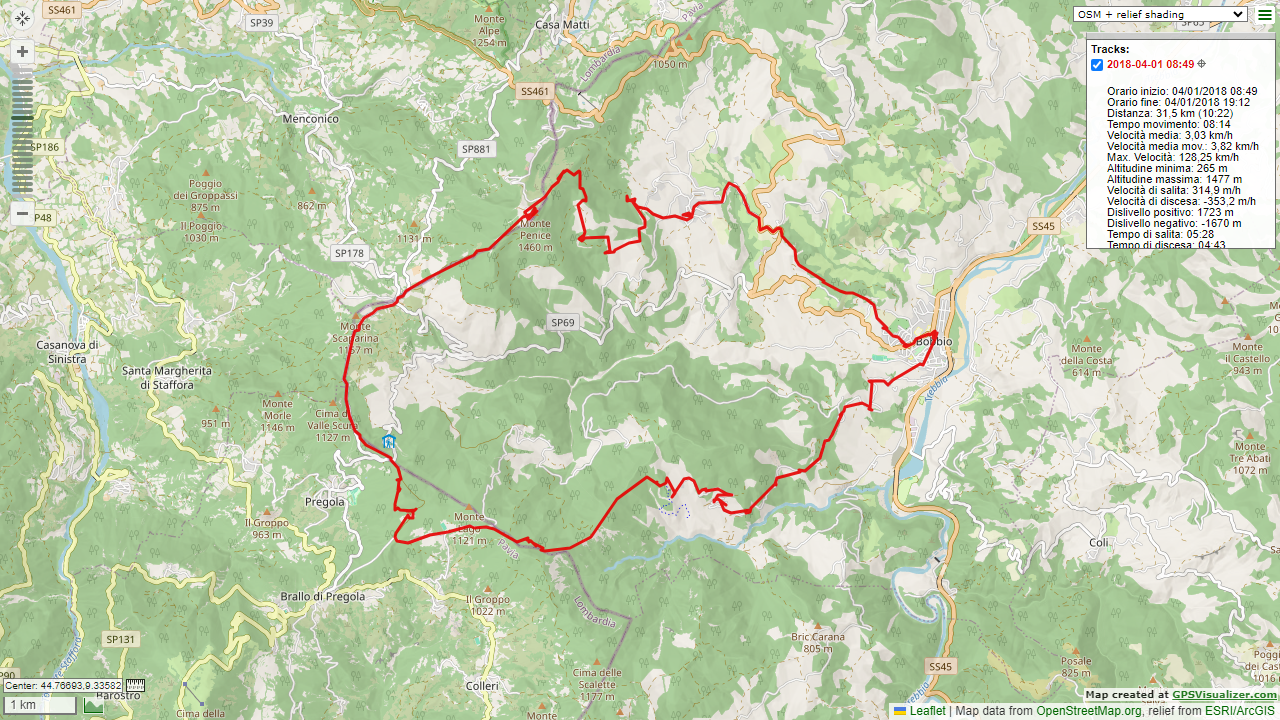 SS461
SP39
Monte
Alpe
1254 m
Casa Matti
Pavia
Lombardia
1050 m
OSM + relief shading
SP65
Tracks:
2018-04-01 08:49
Orario inizio: 04/01/2018 08:49
Orario fine: 04/01/2018 19:12
Distanza: 31,5 km (10:22)
Tempo movimento: 08:14
Velocità media: 3,03 km/h
Velocità media mov.: 3,82 km/h
Max. Velocità: 128,25 km/h
Altitudine minima: 265 m
Altitudine massima: 1477 m
Velocità di salita: 314,9 m/h
Velocità di discesa: -353,2 m/h
Dislivello positivo: 1723 m
Dislivello negativo: -1670 m
Tempo di salita: 05:28
Tempo di discesa: 04:43
SS461
Menconico
SP186
SP881
Poggio
dei Groppassi
875 m
862 m
P48
Il Poggio
1030 m
1131 m
Monte
Penice
1460 m
SS45
SP178
SP69
Monte
Scaparina
1167 m
Casanova di
Sinistra
Bobbio
Monte
della Costa
614 m
Monte
il Castello
943 m
Santa Margherita
di Staffora
Trebbia
Monte
Morle
1146 m
951 m
Cima di
Valle Scura
1127 m
Monte
Tre Abati
1072 m
Pregola
Il Groppo
963 m
Monte
Lago
1121 m
Pavia
Coli
Brallo di Pregola
Il Groppo
1022 m
Lombardia
SP131
Bric Carana
805 m
SS45
Posale
825 m
Poggi
1016 m
SP90
Staffora
Cima delle
Scalette
1177 m
Colleri
Center: 44.76693,9.33582
1 km
Cima della
Monte
Map created at GPSVisualizer.com
Leaflet | Map data from OpenStreetMap.org, relief from ESRI/ArcGIS